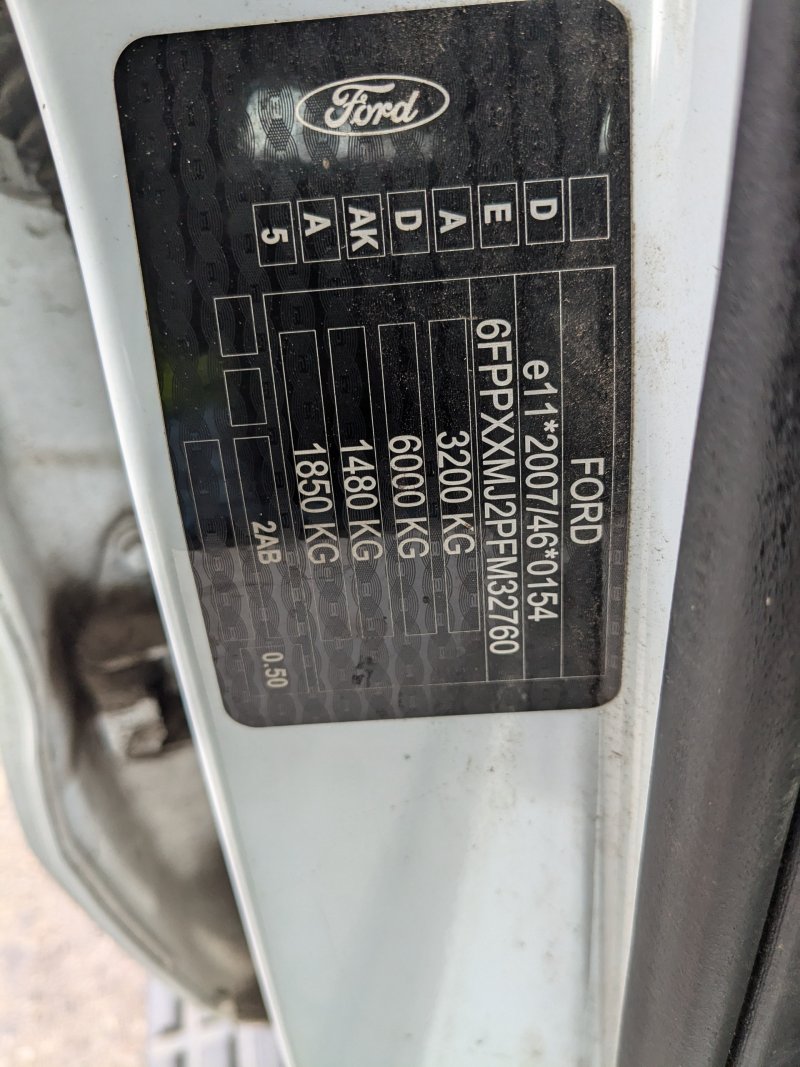 Ford
D
E
A
D
AK
A
5
FORD
e11*2007/46*0154
6FPPXXMJ2PFM32760
3200 KG
6000 KG
1480 KG
1850 KG
2AB 0.50